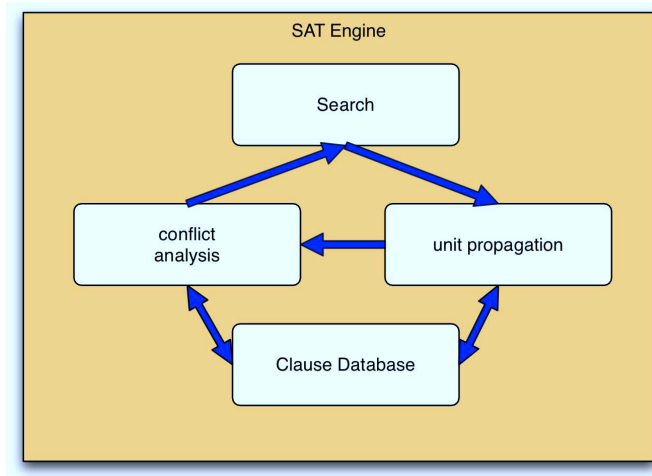 SAT Engine
Search
conflict
analysis
unit propagation
Clause Database